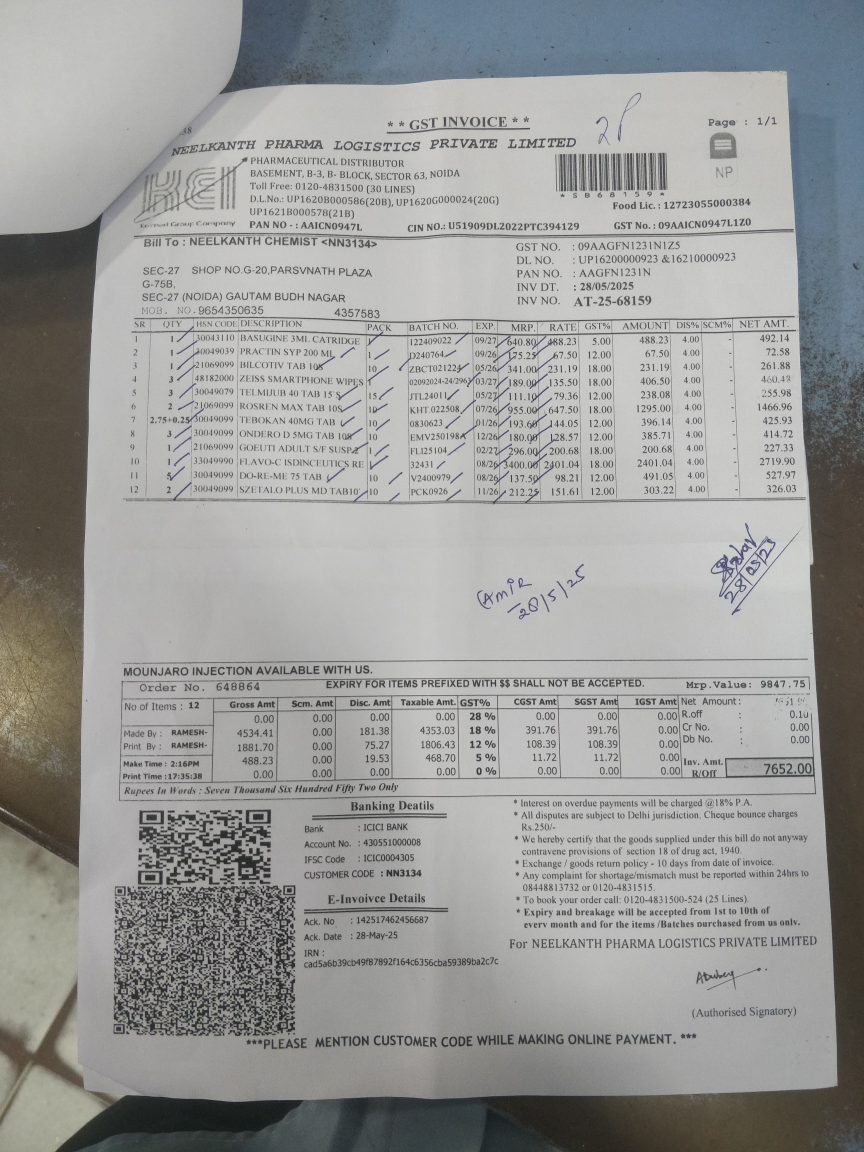 38
* * GST INVOICE * *
2P
Page : 1/1
NEELKANTH PHARMA LOGISTICS PRIVATE LIMITED
PHARMACEUTICAL DISTRIBUTOR
BASEMENT, B-3, B- BLOCK, SECTOR 63, NOIDA
Toll Free: 0120-4831500 (30 LINES)
D.L.No.: UP1620B000586(20B), UP1620G000024(20G)
UP1621B000578(21B)
NP
* S B 6 8 1 5 9 *
Food Lic. : 12723055000384
Group Company
PAN NO - : AAICN0947L
CIN NO.: U51909DL2022PTC394129
GST No. : 09AAICN0947L1Z0
Bill To : NEELKANTH CHEMIST <NN3134>
SEC-27 SHOP NO.G-20,PARSVNATH PLAZA
G-75B,
SEC-27 (NOIDA) GAUTAM BUDH NAGAR
MOB. NO.9654350635 4357583
GST NO. : 09AAGFN1231N1Z5
DL NO. : UP16200000923 &16210000923
PAN NO. : AAGFN1231N
INV DT. : 28/05/2025
INV NO. AT-25-68159
SR QTY HSN CODE DESCRIPTION PACK BATCH NO. EXP. MRP. RATE GST% AMOUNT DIS% SCM% NET AMT.
1 1 30043110 BASUGINE 3ML CATRIDGE 1 122409022 09/27 640.80 488.23 5.00 488.23 4.00 - 492.14
2 1 30049039 PRACTIN SYP 200 ML 1 D240764 09/26 175.25 67.50 12.00 67.50 4.00 - 72.58
3 1 21069099 BILCOTIV TAB 10S 10 ZBCT021224 05/26 341.00 231.19 18.00 231.19 4.00 - 261.88
4 3 48182000 ZEISS SMARTPHONE WIPES 1 02092024-24/296 03/27 189.00 135.50 18.00 406.50 4.00 - 460.43
5 3 30049079 TELMIJUB 40 TAB 15'S 15 JTL24011 05/27 111.10 79.36 12.00 238.08 4.00 - 255.98
6 2 21069099 ROSREN MAX TAB 10S 10 KHT.022508 07/26 955.00 647.50 18.00 1295.00 4.00 - 1466.96
7 2.75+0.25 30049099 TEBOKAN 40MG TAB 10 0830623 01/26 193.60 144.05 12.00 396.14 4.00 - 425.93
8 3 30049099 ONDERO D 5MG TAB 10S 10 EMV250198A 12/26 180.00 128.57 12.00 385.71 4.00 - 414.72
9 1 21069099 GOEUTI ADULT S/F SUSP 1 FLI25104 02/27 296.00 200.68 18.00 200.68 4.00 - 227.33
10 1 33049990 FLAVO-C ISDINCEUTICS RE 1 32431 08/26 3400.00 2401.04 18.00 2401.04 4.00 - 2719.90
11 5 30049099 DO-RE-ME 75 TAB 10 V2400979 08/26 137.50 98.21 12.00 491.05 4.00 - 527.97
12 2 30049099 SZETALO PLUS MD TAB10' 10 PCK0926 11/26 212.25 151.61 12.00 303.22 4.00 - 326.03
AmiR
28/5/25
28/05/25
MOUNJARO INJECTION AVAILABLE WITH US.
Order No. 648864 EXPIRY FOR ITEMS PREFIXED WITH $$ SHALL NOT BE ACCEPTED. Mrp.Value: 9847.75
No of Items : 12 Gross Amt Scm. Amt Disc. Amt Taxable Amt. GST% CGST Amt SGST Amt IGST Amt Net Amount:
0.00 0.00 0.00 0.00 28 % 0.00 0.00 0.00 R.off : 0.10
Made By : RAMESH- 4534.41 0.00 181.38 4353.03 18 % 391.76 391.76 0.00 Cr No. : 0.00
Print By : RAMESH- 1881.70 0.00 75.27 1806.43 12 % 108.39 108.39 0.00 Db No. : 0.00
Make Time : 2:16PM 488.23 0.00 19.53 468.70 5 % 11.72 11.72 0.00 Inv. Amt.
Print Time :17:35:38 0.00 0.00 0.00 0.00 0 % 0.00 0.00 0.00 R/Off 7652.00
Rupees In Words : Seven Thousand Six Hundred Fifty Two Only
Banking Deatils
Bank : ICICI BANK
Account No. : 430551000008
IFSC Code : ICIC0004305
CUSTOMER CODE : NN3134
E-Invoivce Details
Ack. No : 142517462456687
Ack. Date : 28-May-25
IRN :
cad5a6b39cb49f87892f164c6356cba59389ba2c7c
* Interest on overdue payments will be charged @18% P.A.
* All disputes are subject to Delhi jurisdiction. Cheque bounce charges
Rs.250/-
* We hereby certify that the goods supplied under this bill do not anyway
contravene provisions of section 18 of drug act, 1940.
* Exchange / goods return policy - 10 days from date of invoice.
* Any complaint for shortage/mismatch must be reported within 24hrs to
08448813732 or 0120-4831515.
* To book your order call: 0120-4831500-524 (25 Lines).
* Expiry and breakage will be accepted from 1st to 10th of
every month and for the items /Batches purchased from us only.
For NEELKANTH PHARMA LOGISTICS PRIVATE LIMITED
(Authorised Signatory)
***PLEASE MENTION CUSTOMER CODE WHILE MAKING ONLINE PAYMENT. ***